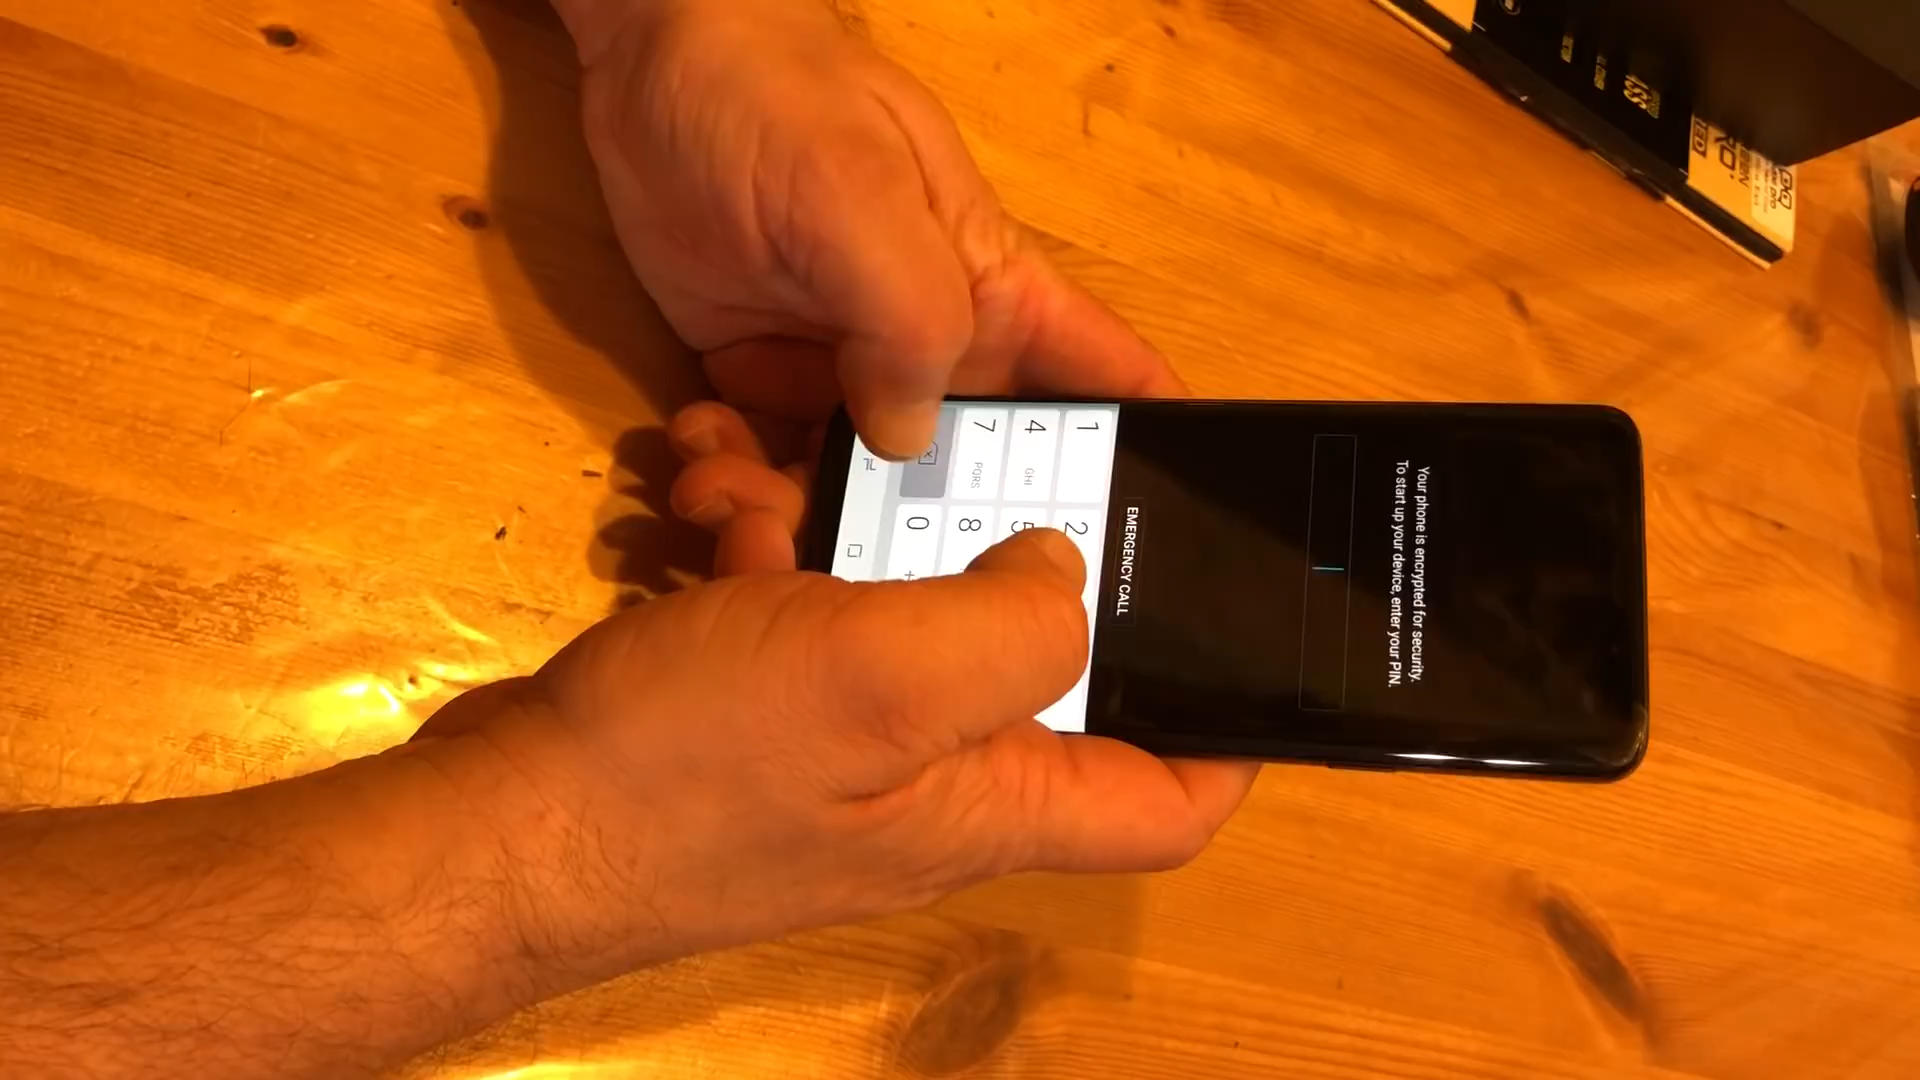 Your phone is encrypted for security.
To start up your device, enter your PIN.
EMERGENCY CALL
1
2
4 GHI
5
7 PQRS
8
0 +